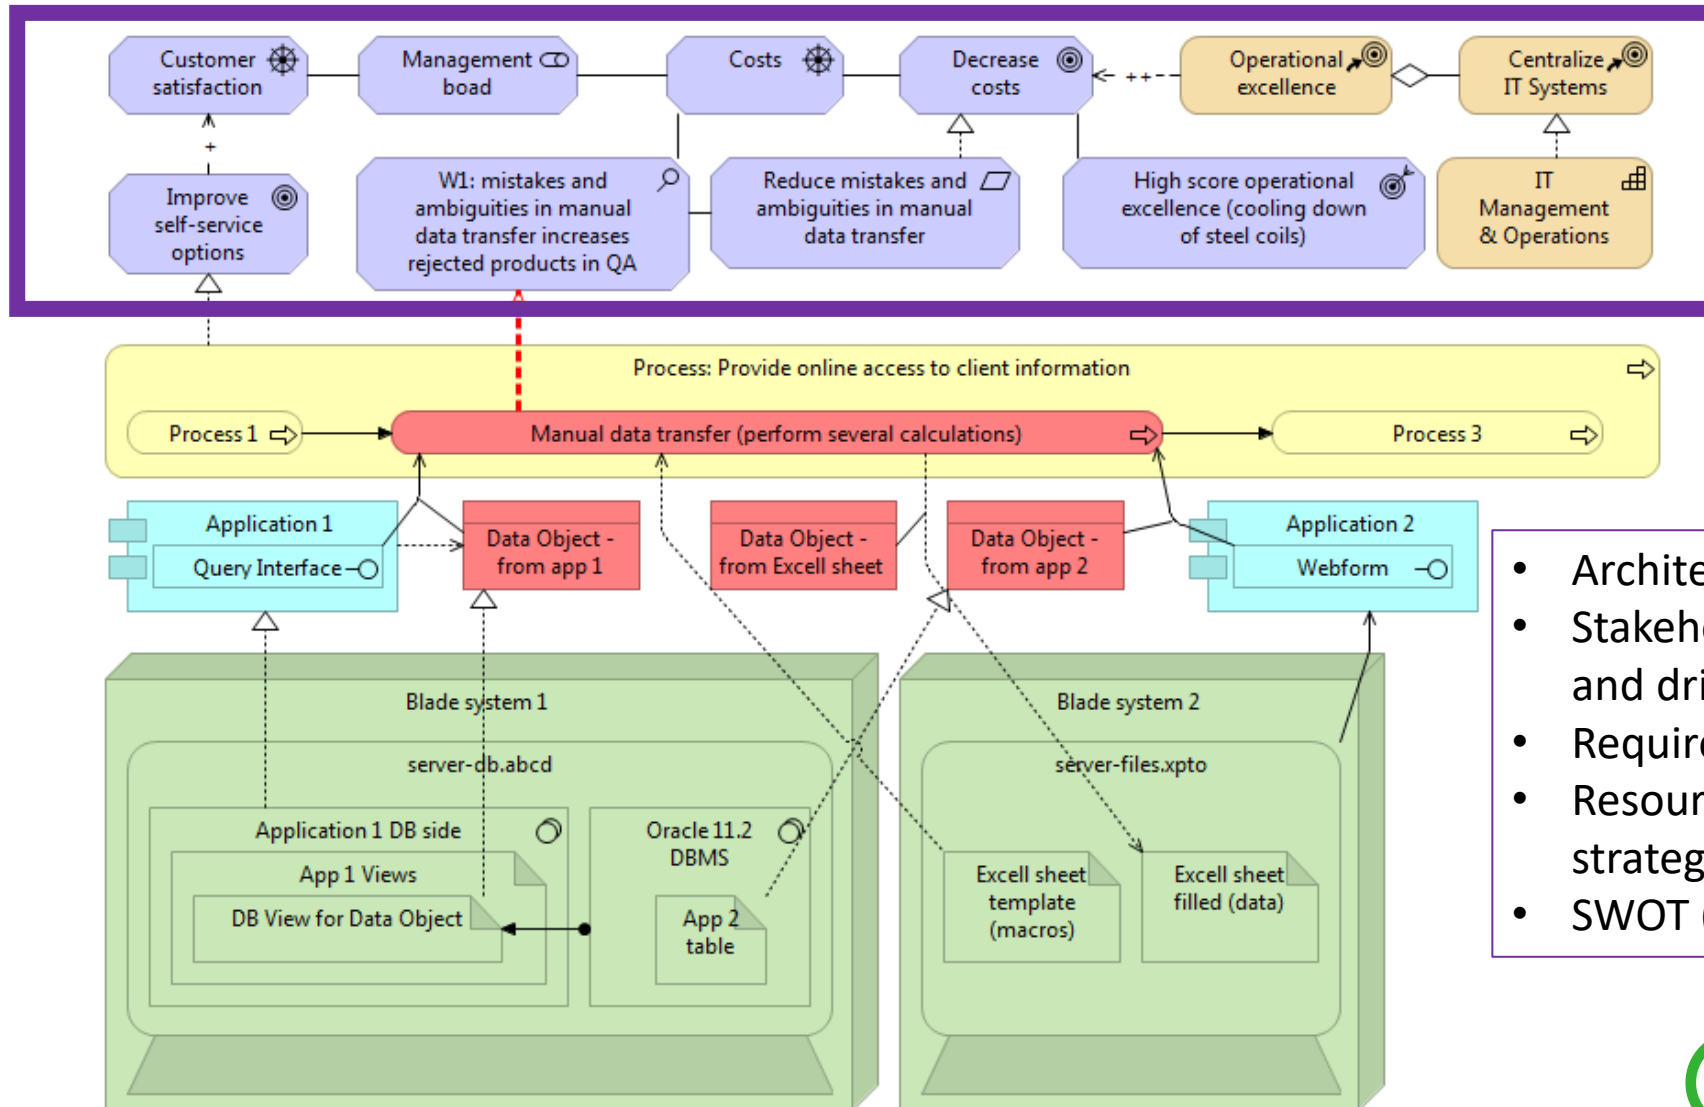 Customer
satisfaction
Management
boad
Costs
Decrease
costs
++
Operational
excellence
Centralize
IT Systems
+
Improve
self-service
options
W1: mistakes and
ambiguities in manual
data transfer increases
rejected products in QA
Reduce mistakes and
ambiguities in manual
data transfer
High score operational
excellence (cooling down
of steel coils)
IT
Management
& Operations
Process: Provide online access to client information
Process 1
Manual data transfer (perform several calculations)
Process 3
Application 1
Query Interface
Data Object -
from app 1
Data Object -
from Excell sheet
Data Object -
from app 2
Application 2
Webform
• Archite
• Stakeh
and dri
• Require
• Resour
strateg
• SWOT (
Blade system 1
server-db.abcd
Application 1 DB side
App 1 Views
DB View for Data Object
Oracle 11.2
DBMS
App 2
table
Blade system 2
server-files.xpto
Excell sheet
template
(macros)
Excell sheet
filled (data)